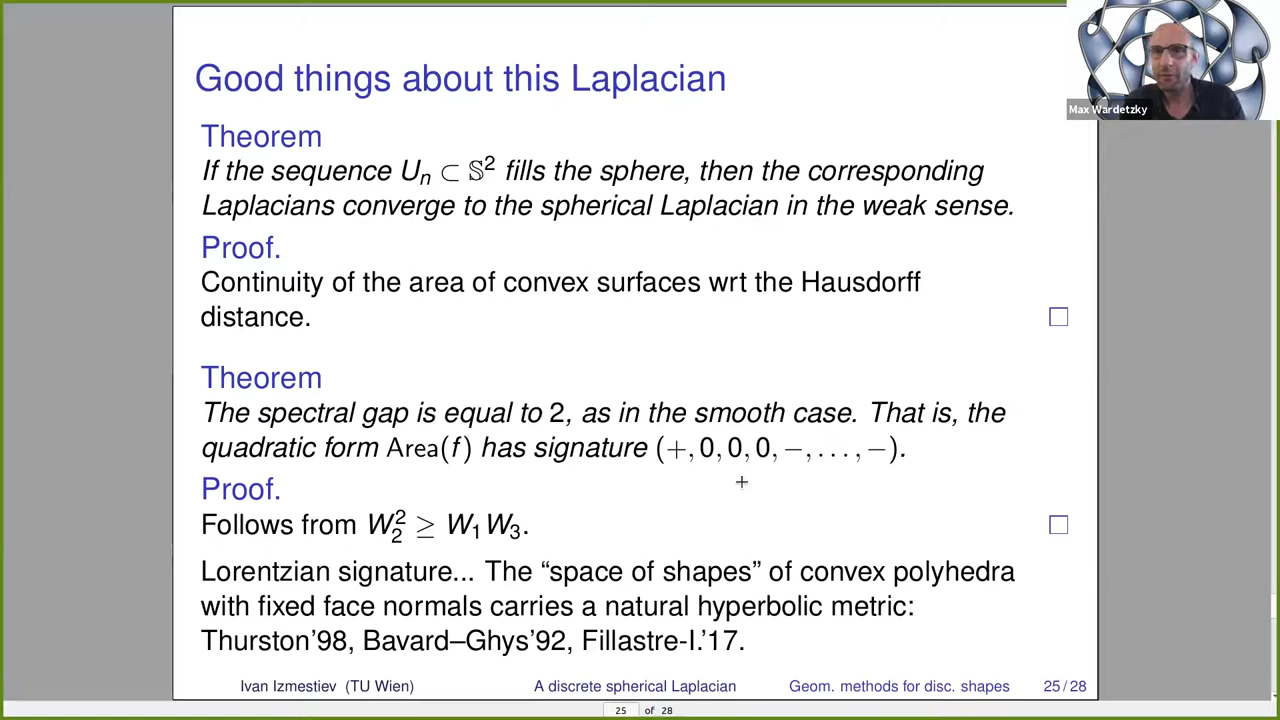 Good things about this Laplacian
Max Wardetzky
Theorem
If the sequence Uₙ ⊂ 𝕊² fills the sphere, then the corresponding
Laplacians converge to the spherical Laplacian in the weak sense.
Proof.
Continuity of the area of convex surfaces wrt the Hausdorff
distance.
□
Theorem
The spectral gap is equal to 2, as in the smooth case. That is, the
quadratic form Area(f) has signature (+, 0, 0, 0, −, . . . , −).
Proof.
Follows from W₂² ≥ W₁W₃.
□
Lorentzian signature... The “space of shapes” of convex polyhedra
with fixed face normals carries a natural hyperbolic metric:
Thurston’98, Bavard–Ghys’92, Fillastre-I.’17.
Ivan Izmestiev (TU Wien) A discrete spherical Laplacian Geom. methods for disc. shapes 25 / 28
25 of 28